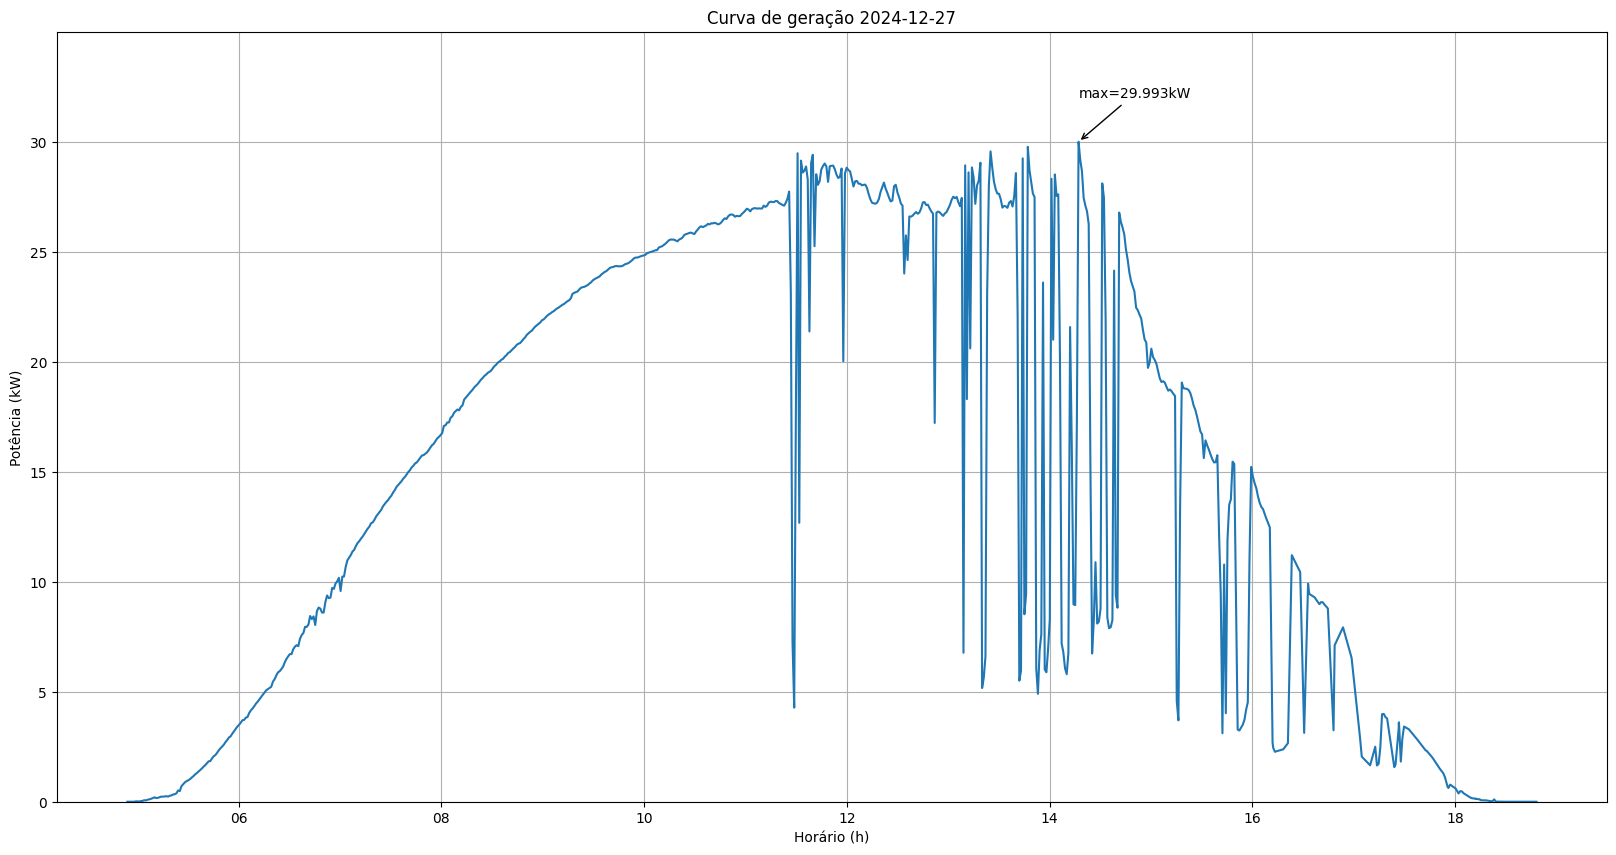 Curva de geração 2024-12-27
max=29.993kW
30
25
20
15
10
5
0
Potência (kW)
06 08 10 12 14 16 18
Horário (h)